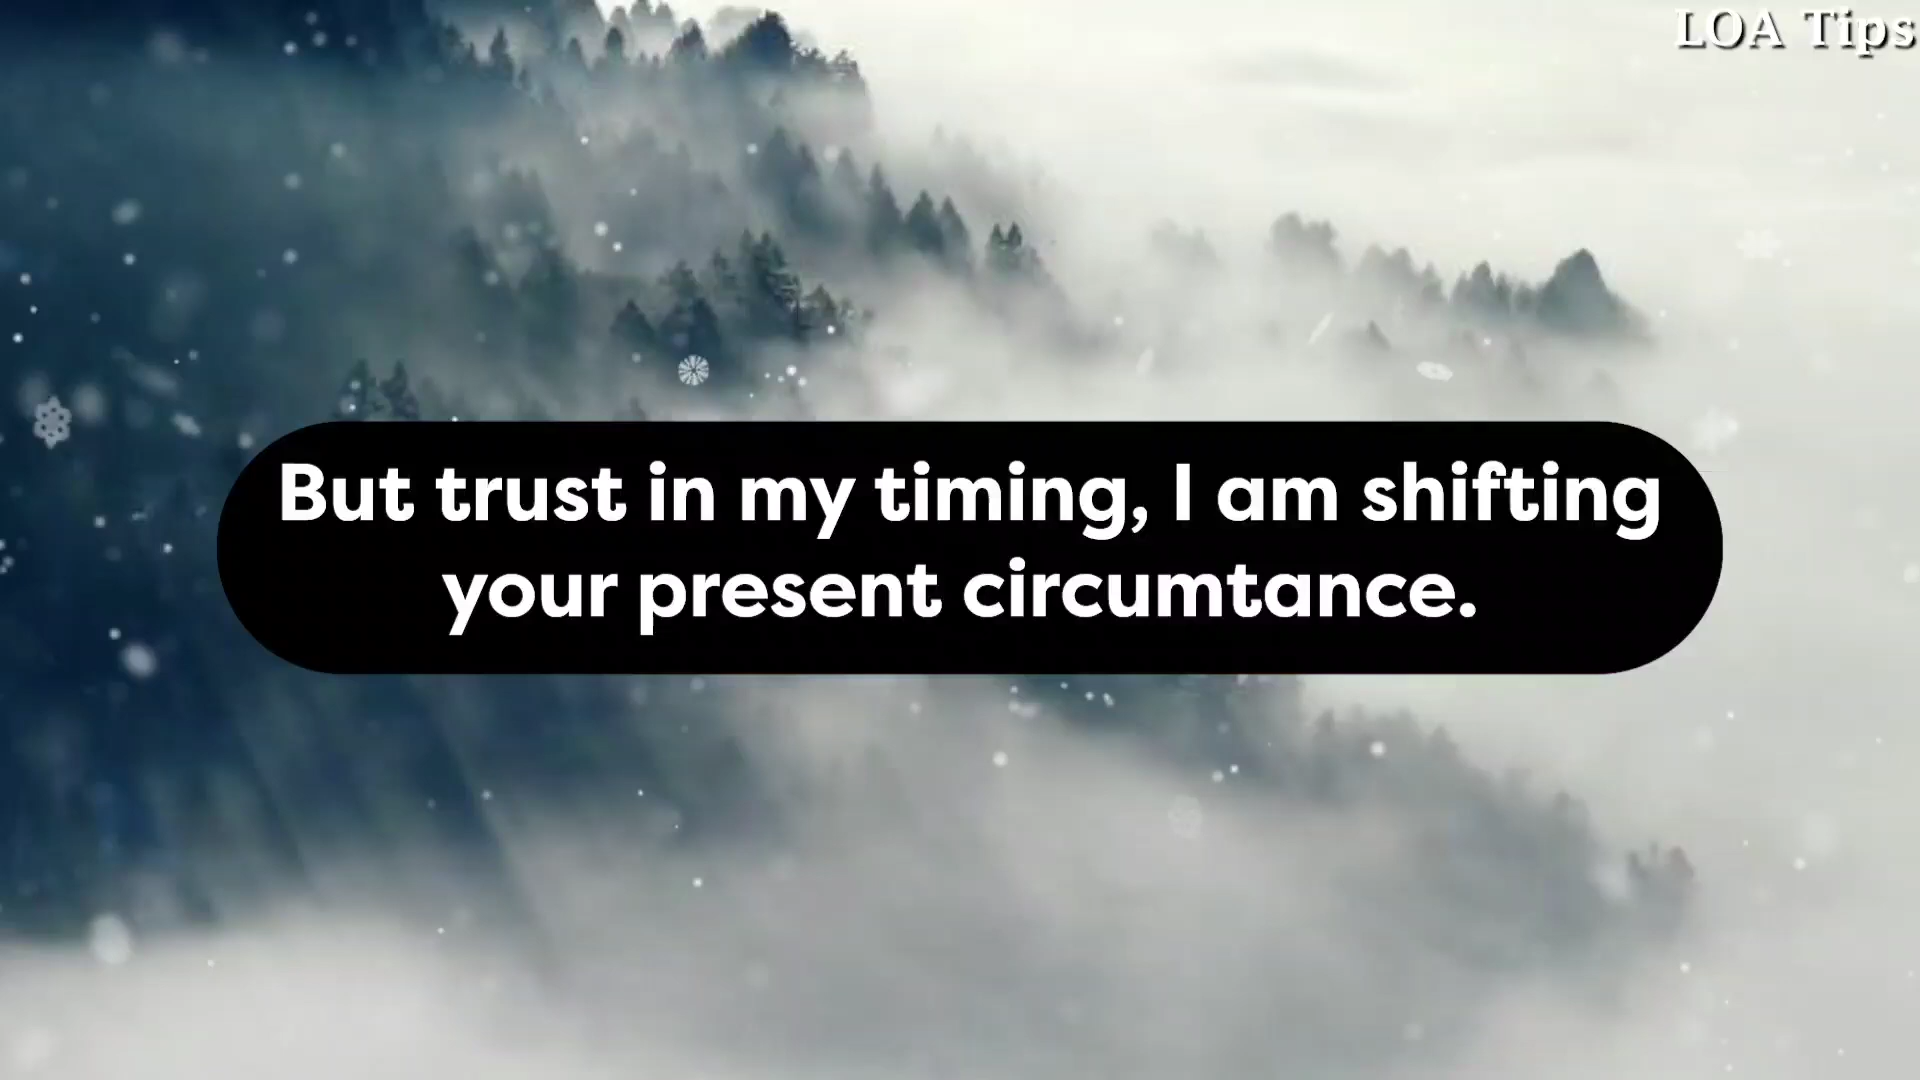 LOA Tips
But trust in my timing, I am shifting
your present circumtance.